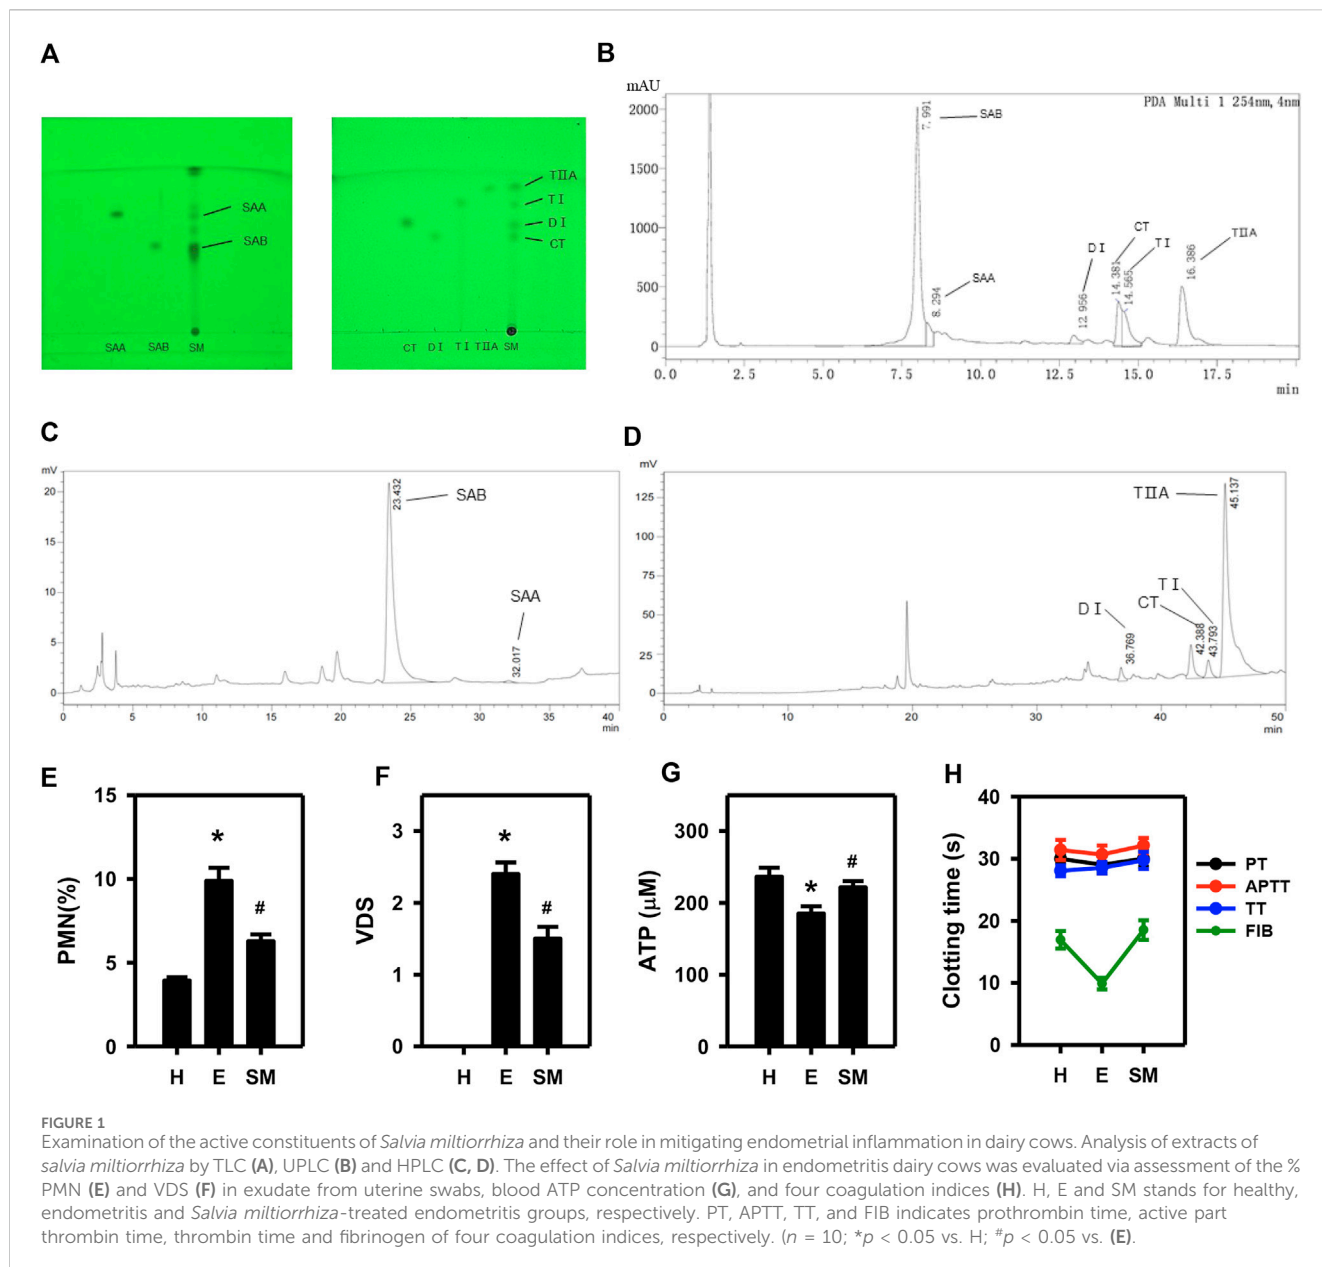 A
SAA
SAB
SAA SAB SM
TⅡA
TⅠ
DⅠ
CT
CT DⅠ TⅠ TⅡA SM
B
mAU
PDA Multi 1 254nm,4nm
2000
1500
1000
500
0
7.991
SAB
8.294
SAA
12.956
DⅠ
14.381
CT
14.565
TⅠ
16.386
TⅡA
0.0 2.5 5.0 7.5 10.0 12.5 15.0 17.5
min
C
mV
20
15
10
5
0
23.432
SAB
SAA
32.017
0 5 10 15 20 25 30 35 40
min
D
mV
125
100
75
50
25
0
TⅡA
45.137
TⅠ
CT
DⅠ
36.769
42.388
43.793
0 10 20 30 40 50
min
E
PMN(%)
15
10
5
0
*
#
H E SM
F
VDS
3
2
1
0
*
#
H E SM
G
ATP (μM)
300
200
100
0
*
#
H E SM
H
Clotting time (s)
40
30
20
10
0
H E SM
PT
APTT
TT
FIB
FIGURE 1
Examination of the active constituents of Salvia miltiorrhiza and their role in mitigating endometrial inflammation in dairy cows. Analysis of extracts of
salvia miltiorrhiza by TLC (A), UPLC (B) and HPLC (C, D). The effect of Salvia miltiorrhiza in endometritis dairy cows was evaluated via assessment of the %
PMN (E) and VDS (F) in exudate from uterine swabs, blood ATP concentration (G), and four coagulation indices (H). H, E and SM stands for healthy,
endometritis and Salvia miltiorrhiza-treated endometritis groups, respectively. PT, APTT, TT, and FIB indicates prothrombin time, active part
thrombin time, thrombin time and fibrinogen of four coagulation indices, respectively. (n = 10; *p < 0.05 vs. H; #p < 0.05 vs. (E).